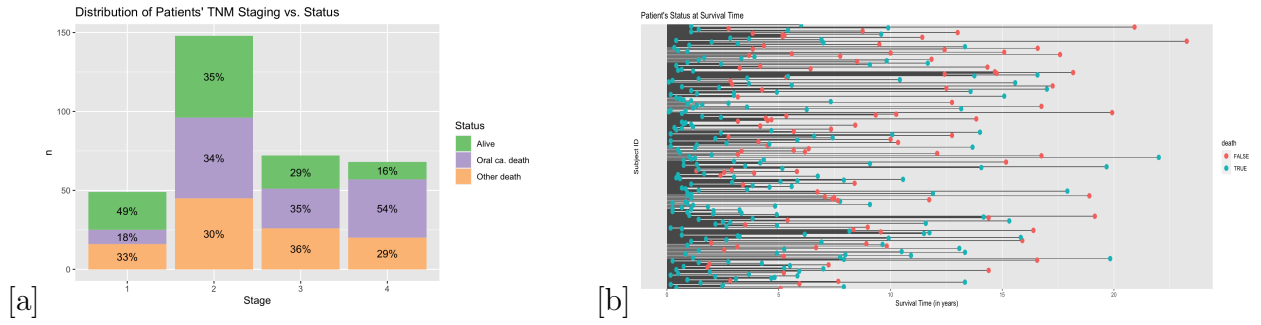 Distribution of Patients' TNM Staging vs. Status
150
100
50
0
n
49%
18%
33%
35%
34%
30%
29%
35%
36%
16%
54%
29%
1
2
3
4
Stage
Status
Alive
Oral ca. death
Other death
[a]
Patient's Status at Survival Time
Subject ID
0
5
10
15
20
Survival Time (in years)
death
FALSE
TRUE
[b]